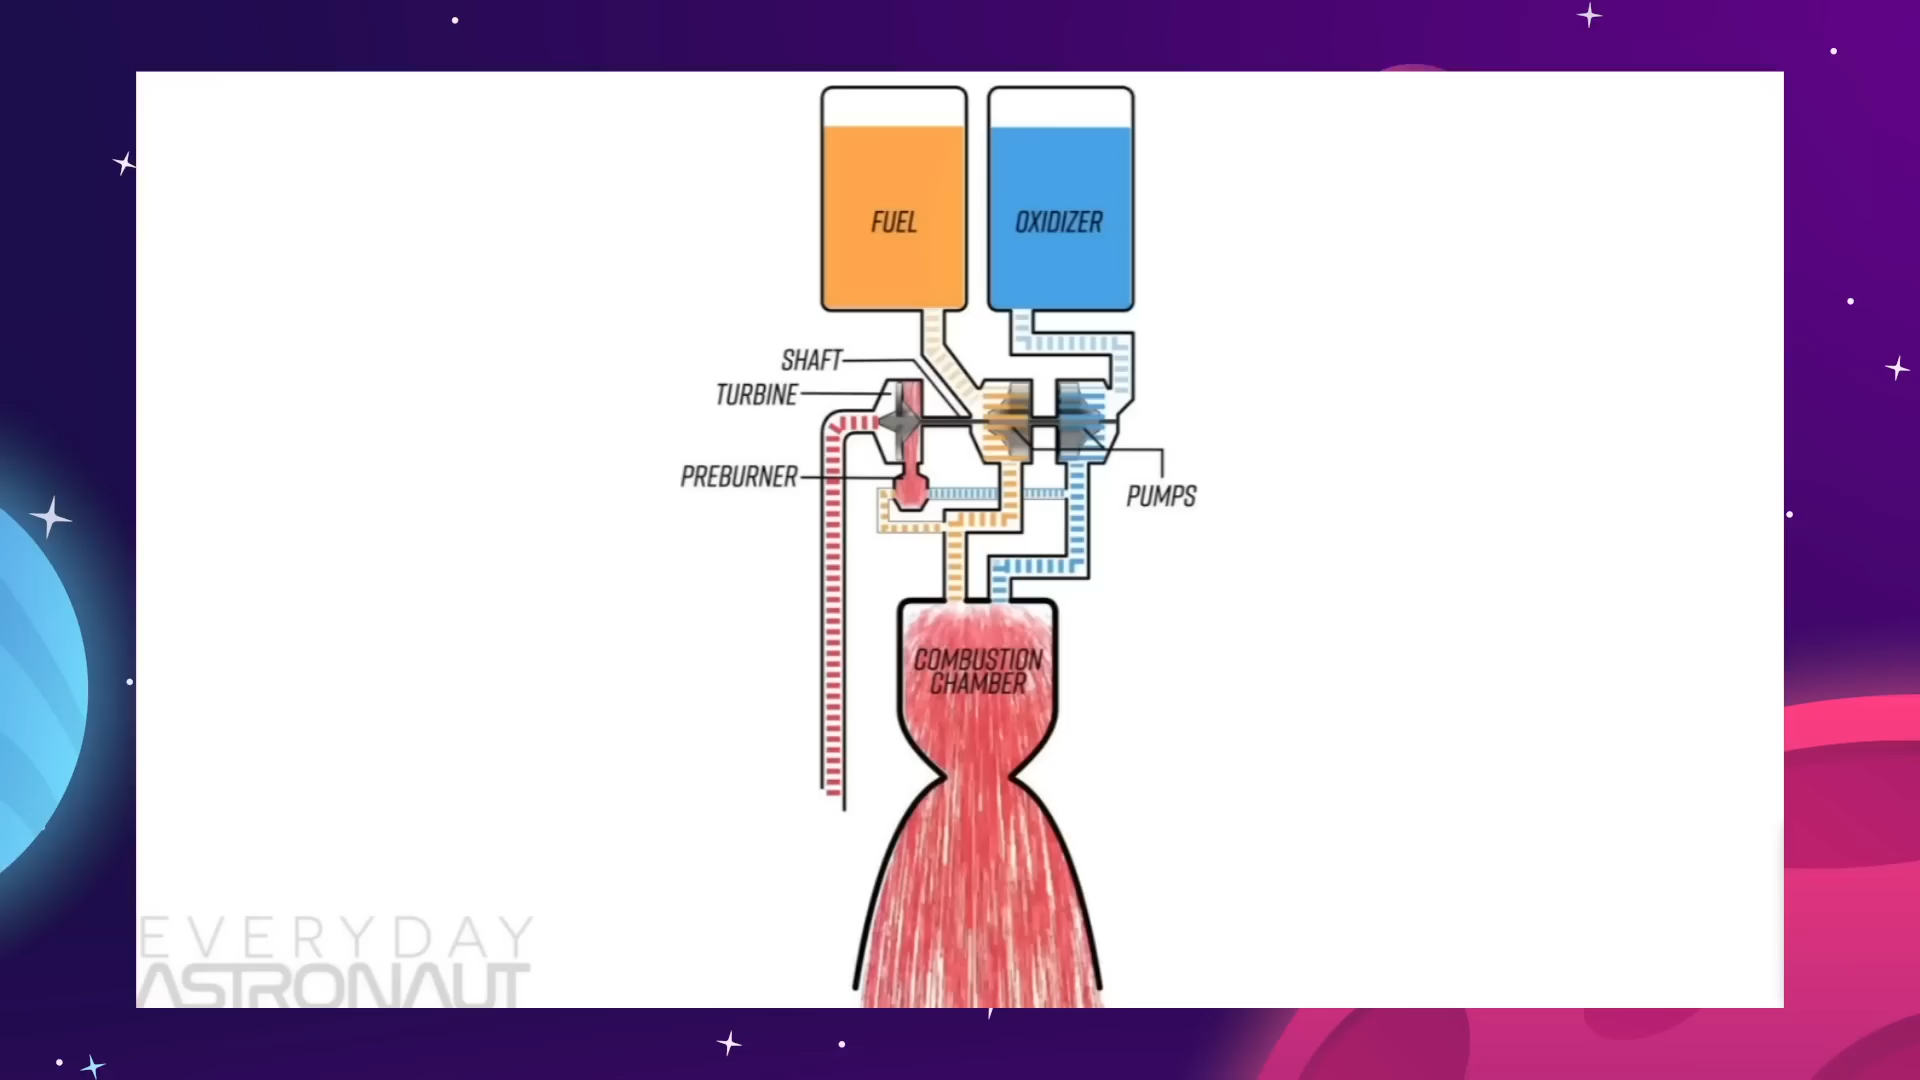 FUEL
OXIDIZER
SHAFT
TURBINE
PREBURNER
PUMPS
COMBUSTION
CHAMBER
EVERYDAY
ASTRONAUT